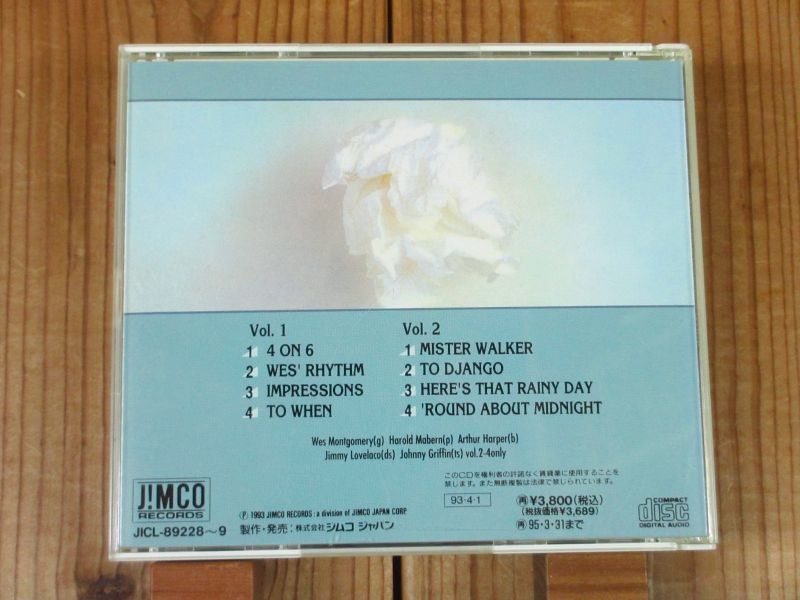 Vol. 1
1 4 ON 6
2 WES' RHYTHM
3 IMPRESSIONS
4 TO WHEN
Vol. 2
1 MISTER WALKER
2 TO DJANGO
3 HERE'S THAT RAINY DAY
4 'ROUND ABOUT MIDNIGHT
Wes Montgomery(g) Harold Mabern(p) Arthur Harper(b)
Jimmy Lovelaco(ds) Johnny Griffin(ts) vol.2-4only
このCDを権利者の許諾なく賃貸業に使用することを
禁じます。また無断複製は法律で禁じられています。
J!MCO
RECORDS
JICL-89228〜9
Ⓟ 1993 JIMCO RECORDS : a division of JIMCO JAPAN CORP
製作・発売：株式会社 シムコ ジャパン
93・4・1
再 ¥3,800(税込)
(税抜価格¥3,689)
再 95・3・31まで
COMPACT
disc
DIGITAL AUDIO